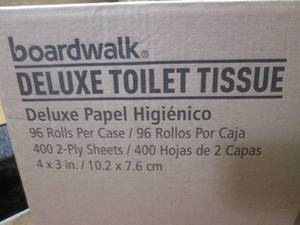 boardwalk®
DELUXE TOILET TISSUE
Deluxe Papel Higiénico
96 Rolls Per Case / 96 Rollos Por Caja
400 2-Ply Sheets / 400 Hojas de 2 Capas
4 x 3 in. / 10.2 x 7.6 cm